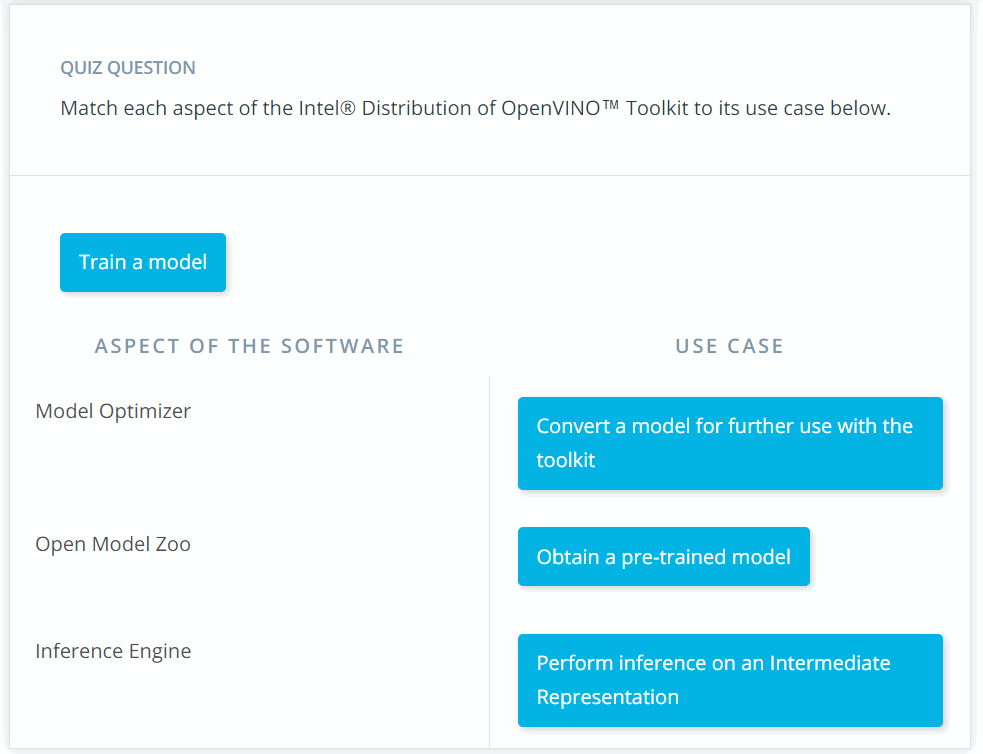 QUIZ QUESTION
Match each aspect of the Intel® Distribution of OpenVINO™ Toolkit to its use case below.
Train a model
ASPECT OF THE SOFTWARE
USE CASE
Model Optimizer
Convert a model for further use with the
toolkit
Open Model Zoo
Obtain a pre-trained model
Inference Engine
Perform inference on an Intermediate
Representation